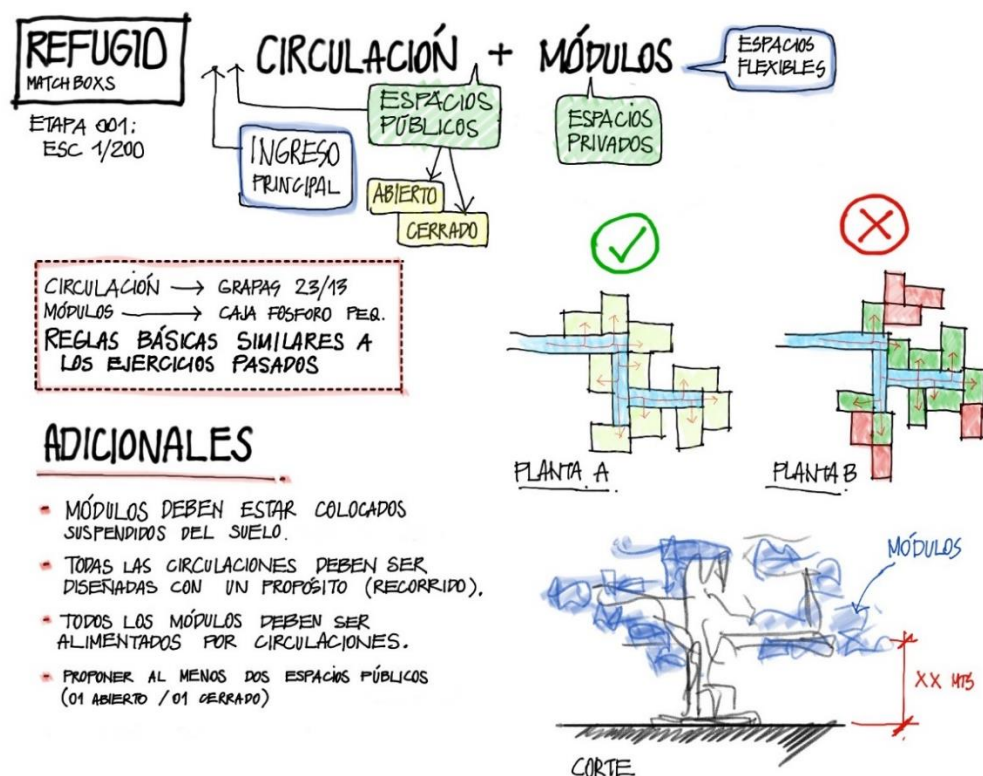 REFUGIO
MATCHBOXS
ETAPA 001:
ESC 1/200
CIRCULACIÓN + MÓDULOS
ESPACIOS
FLEXIBLES
ESPACIOS
PÚBLICOS
ESPACIOS
PRIVADOS
INGRESO
PRINCIPAL
ABIERTO
CERRADO
CIRCULACIÓN → GRAPAS 23/13
MÓDULOS → CAJA FÓSFORO PEQ.
REGLAS BÁSICAS SIMILARES A
LOS EJERCICIOS PASADOS
PLANTA A
PLANTA B
ADICIONALES
- MÓDULOS DEBEN ESTAR COLOCADOS
SUSPENDIDOS DEL SUELO.
- TODAS LAS CIRCULACIONES DEBEN SER
DISEÑADAS CON UN PROPÓSITO (RECORRIDO).
- TODOS LOS MÓDULOS DEBEN SER
ALIMENTADOS POR CIRCULACIONES.
- PROPONER AL MENOS DOS ESPACIOS PÚBLICOS
(01 ABIERTO / 01 CERRADO)
MÓDULOS
XX MTS
CORTE